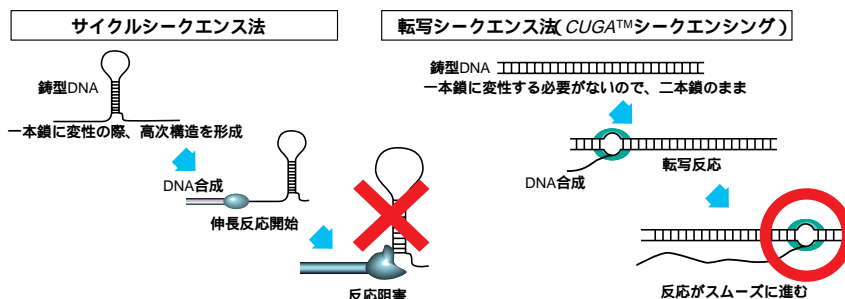 サイクルシークエンス法
鋳型DNA
一本鎖に変性の際、高次構造を形成
DNA合成
伸長反応開始
反応阻害
転写シークエンス法(CUGA™シークエンシング)
鋳型DNA
一本鎖に変性する必要がないので、二本鎖のまま
転写反応
DNA合成
反応がスムーズに進む